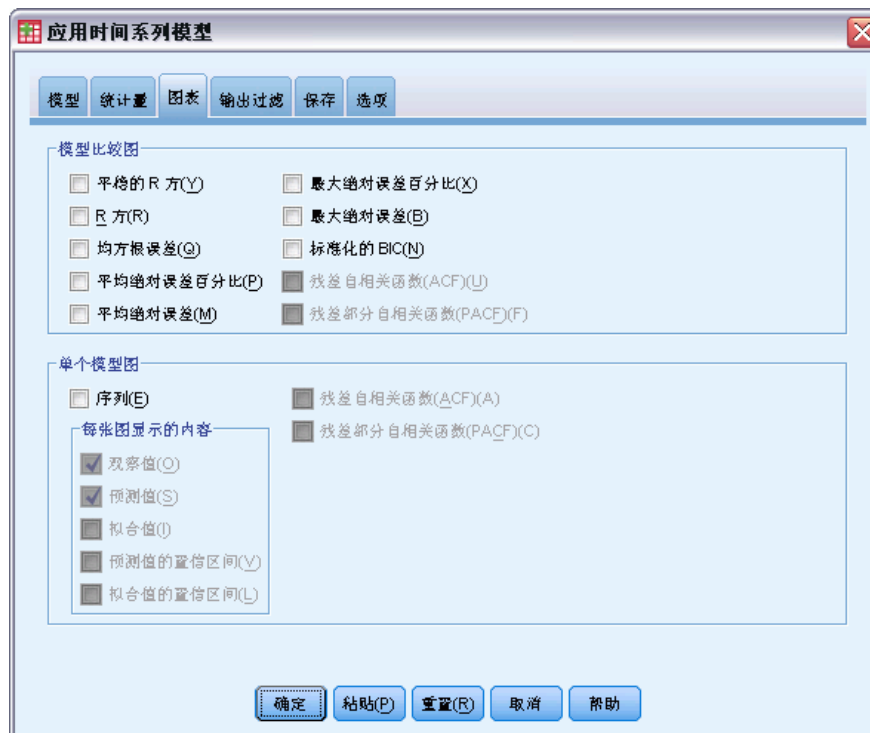 应用时间序列模型
模型 统计量 图表 输出过滤 保存 选项
模型比较图
平稳的 R 方(Y) 最大绝对误差百分比(X)
R 方(R) 最大绝对误差(B)
均方根误差(Q) 标准化的 BIC(N)
平均绝对误差百分比(P) 残差自相关函数(ACF)(U)
平均绝对误差(M) 残差部分自相关函数(PACF)(F)
单个模型图
序列(E) 残差自相关函数(ACF)(A)
每张图显示的内容 残差部分自相关函数(PACF)(C)
观察值(O)
预测值(S)
拟合值(I)
预测值的置信区间(V)
拟合值的置信区间(L)
确定 粘贴(P) 重置(R) 取消 帮助